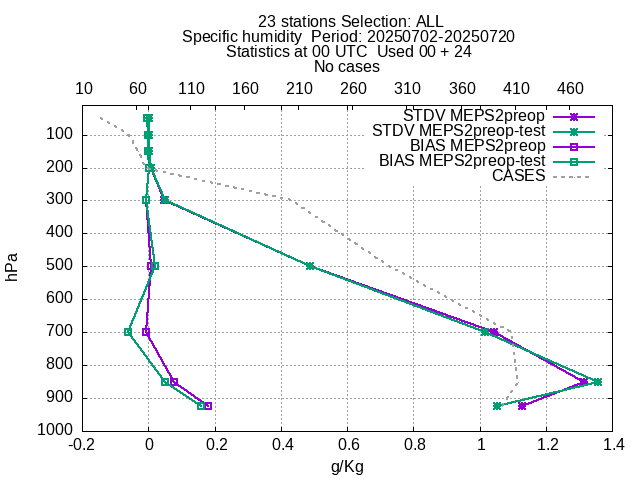 23 stations Selection: ALL
Specific humidity  Period: 20250702-20250720
Statistics at 00 UTC  Used 00 + 24
No cases
10 60 110 160 210 260 310 360 410 460
STDV MEPS2preop
STDV MEPS2preop-test
BIAS MEPS2preop
BIAS MEPS2preop-test
CASES
100
200
300
400
500
600
700
800
900
1000
hPa
-0.2 0 0.2 0.4 0.6 0.8 1 1.2 1.4
g/Kg